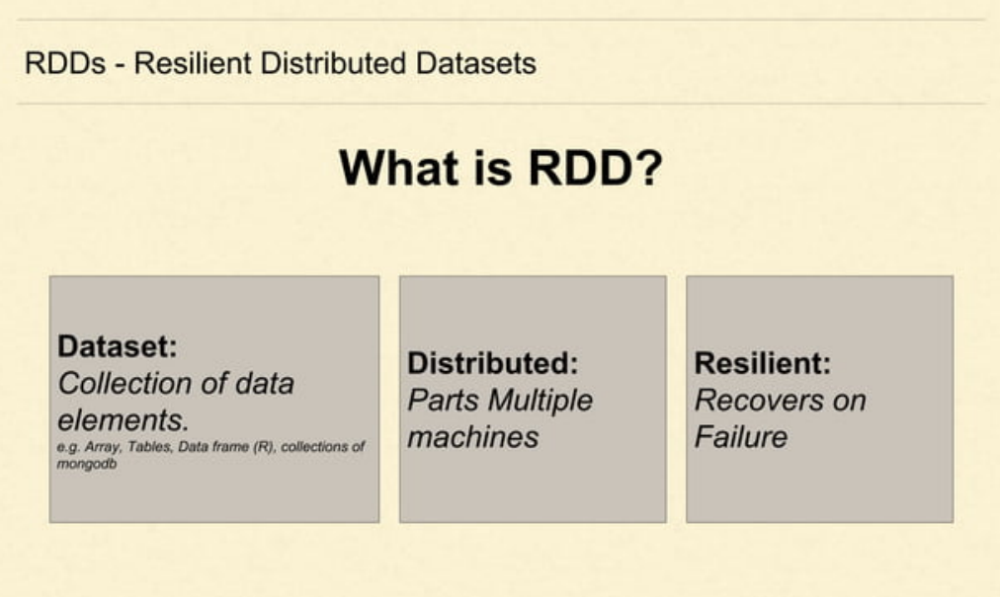 RDDs - Resilient Distributed Datasets
What is RDD?
Dataset:
Collection of data
elements.
e.g. Array, Tables, Data frame (R), collections of
mongodb
Distributed:
Parts Multiple
machines
Resilient:
Recovers on
Failure